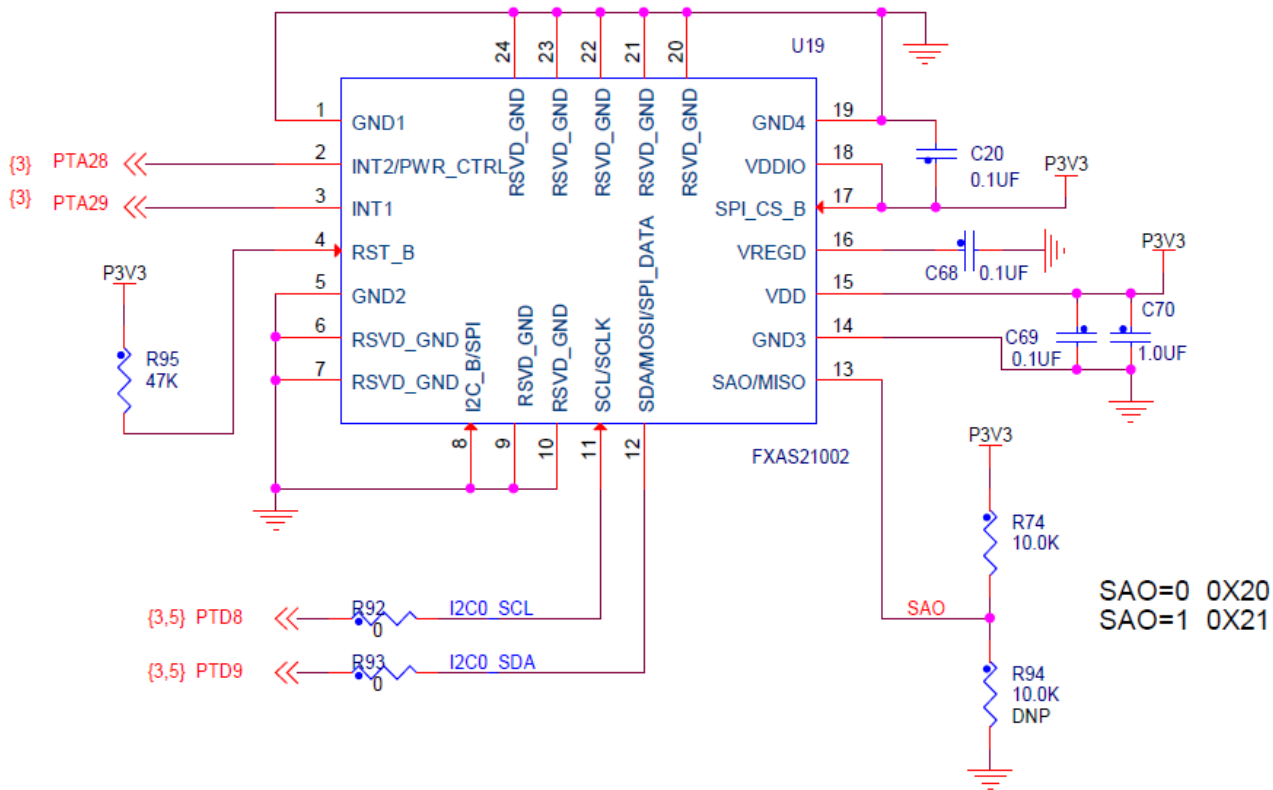 U19
24
23
22
21
20
RSVD_GND
RSVD_GND
RSVD_GND
RSVD_GND
RSVD_GND
1
GND1
{3} PTA28
2
INT2/PWR_CTRL
{3} PTA29
3
INT1
4
RST_B
P3V3
5
GND2
R95
47K
6
RSVD_GND
7
RSVD_GND
19
GND4
18
VDDIO
C20
0.1UF
P3V3
17
SPI_CS_B
16
VREGD
C68 0.1UF
P3V3
15
VDD
14
GND3
C69
0.1UF
C70
1.0UF
13
SAO/MISO
I2C_B/SPI
RSVD_GND
RSVD_GND
SCL/SCLK
SDA/MOSI/SPI_DATA
8
9
10
11
12
FXAS21002
P3V3
R74
10.0K
SAO
R94
10.0K
DNP
SAO=0 0X20
SAO=1 0X21
{3,5} PTD8
R92
0
I2C0_SCL
{3,5} PTD9
R93
0
I2C0_SDA